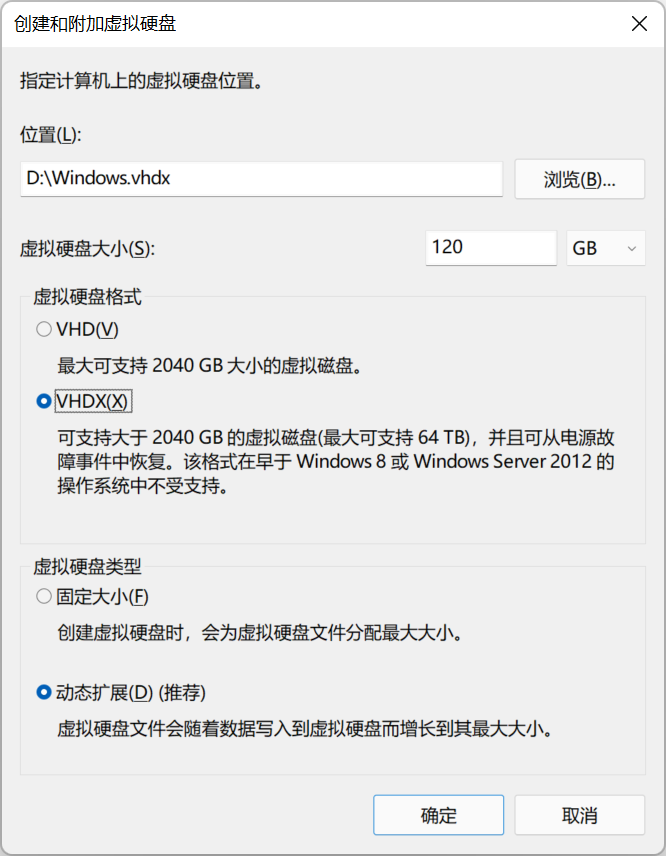 创建和附加虚拟硬盘
指定计算机上的虚拟硬盘位置。
位置(L):
D:\Windows.vhdx
浏览(B)...
虚拟硬盘大小(S):
120
GB
虚拟硬盘格式
VHD(V)
最大可支持 2040 GB 大小的虚拟磁盘。
VHDX(X)
可支持大于 2040 GB 的虚拟磁盘(最大可支持 64 TB)，并且可从电源故
障事件中恢复。该格式在早于 Windows 8 或 Windows Server 2012 的
操作系统中不受支持。
虚拟硬盘类型
固定大小(F)
创建虚拟硬盘时，会为虚拟硬盘文件分配最大大小。
动态扩展(D) (推荐)
虚拟硬盘文件会随着数据写入到虚拟硬盘而增长到其最大大小。
确定
取消